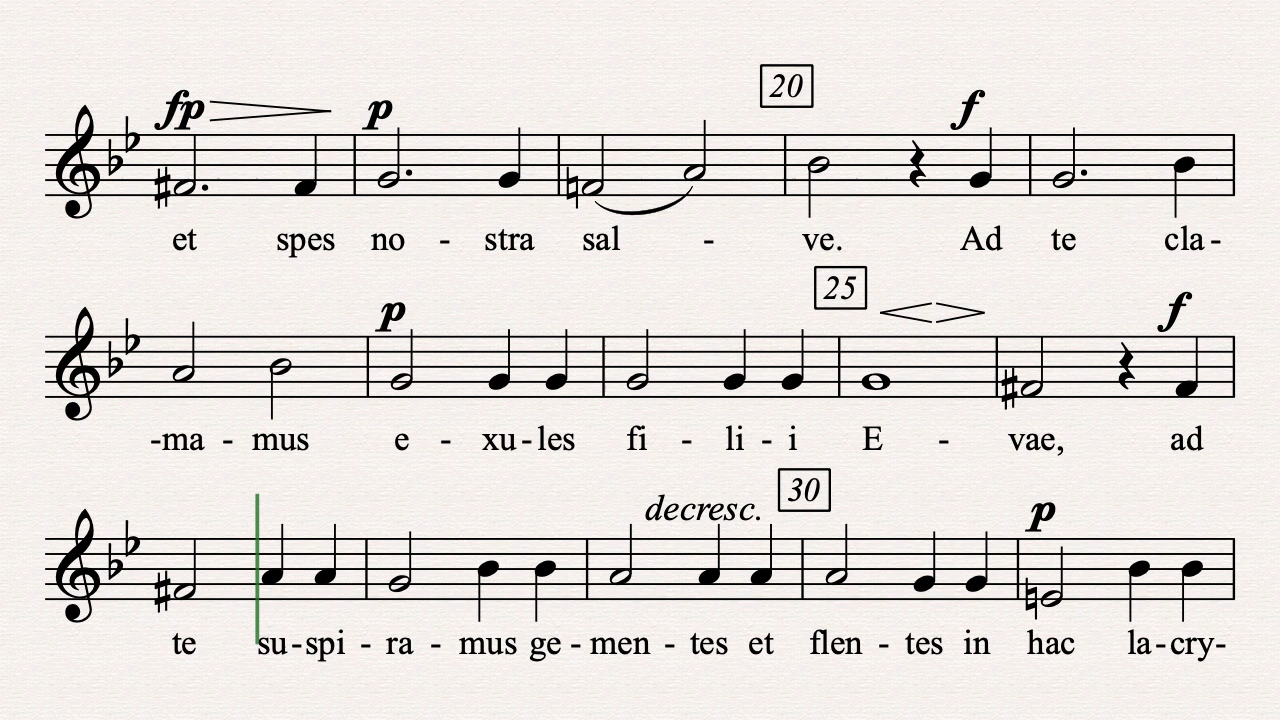 20
fp p f
et spes no - stra sal - ve. Ad te cla-
25
p f
-ma - mus e - xu-les fi - li - i E - vae, ad
decresc. 30
p
te su-spi - ra - mus ge - men - tes et flen - tes in hac la-cry-